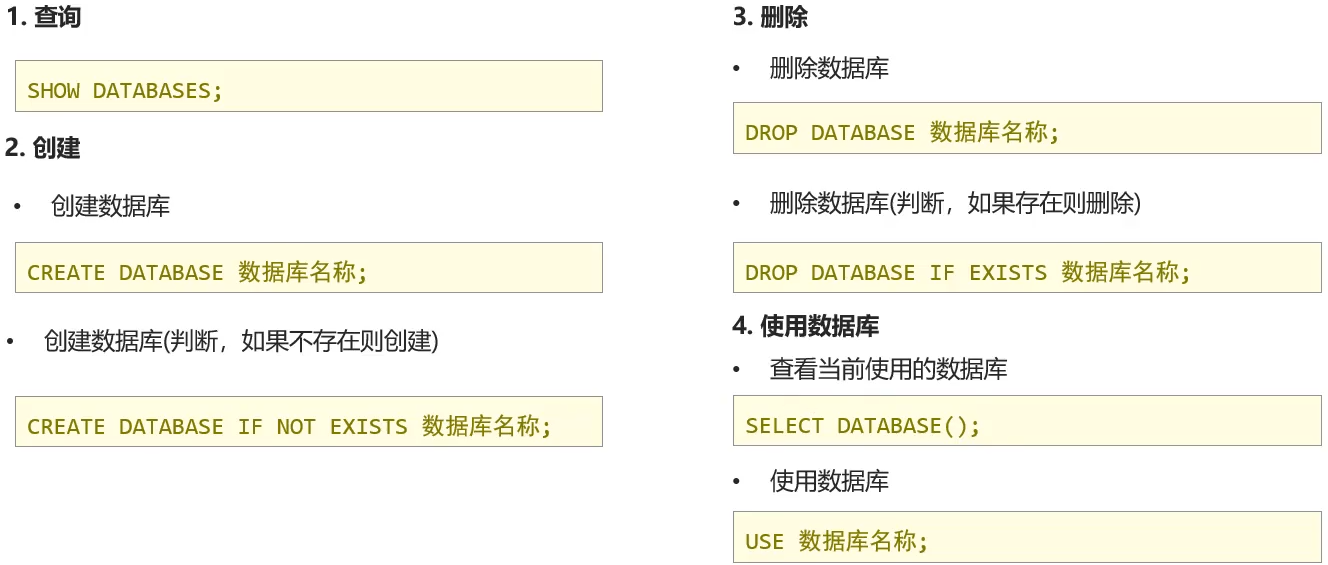 1. 查询
SHOW DATABASES;
2. 创建
• 创建数据库
CREATE DATABASE 数据库名称;
• 创建数据库(判断，如果不存在则创建)
CREATE DATABASE IF NOT EXISTS 数据库名称;
3. 删除
• 删除数据库
DROP DATABASE 数据库名称;
• 删除数据库(判断，如果存在则删除)
DROP DATABASE IF EXISTS 数据库名称;
4. 使用数据库
• 查看当前使用的数据库
SELECT DATABASE();
• 使用数据库
USE 数据库名称;